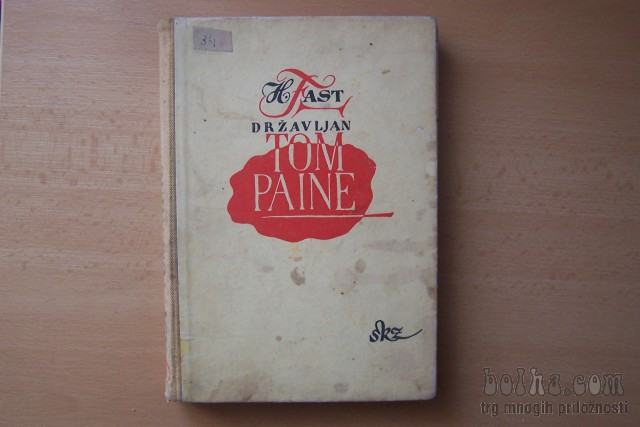 H. FAST
DRŽAVLJAN
TOM
PAINE
skz
bolha.com
trg mnogih priložnosti